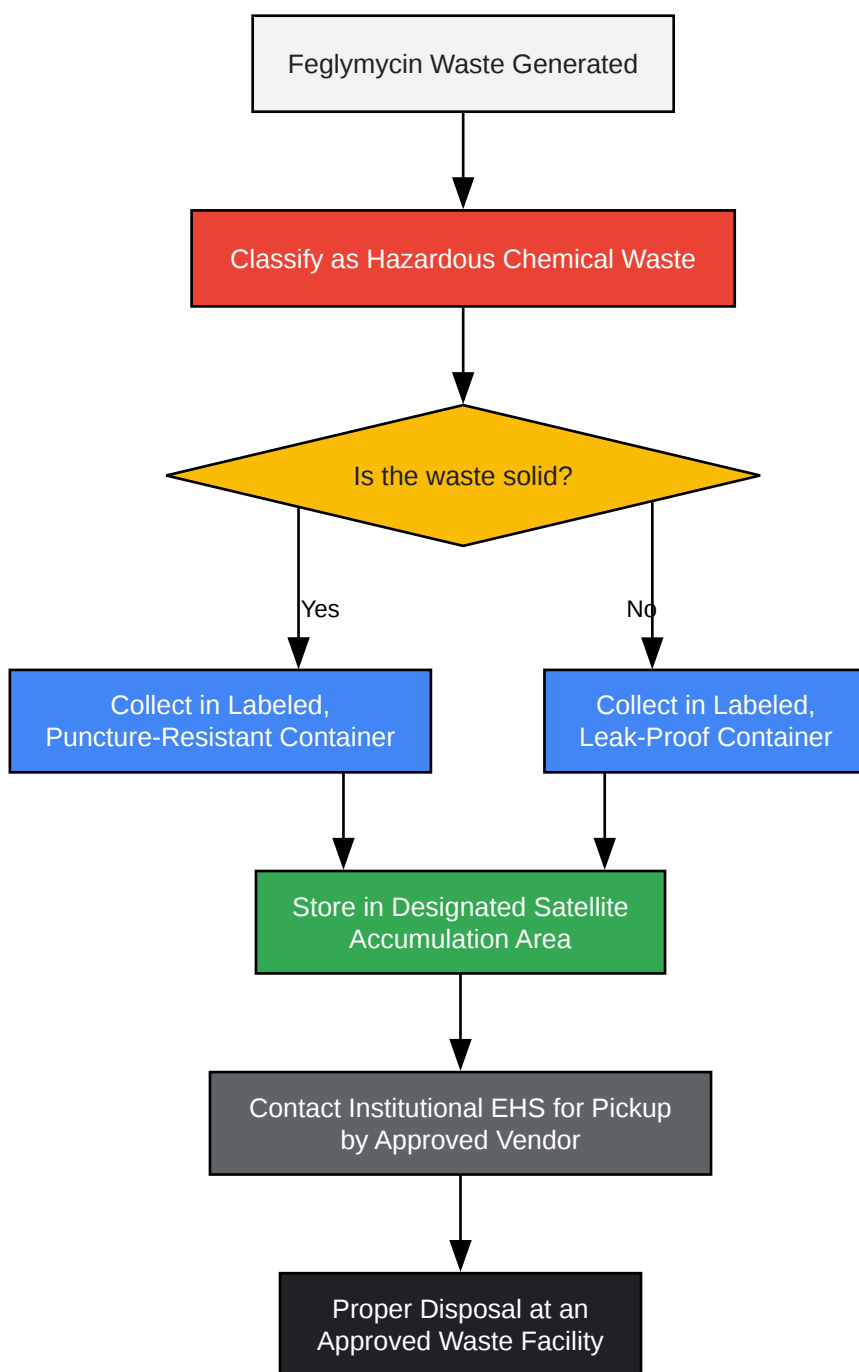 Feglymycin Waste Generated
Classify as Hazardous Chemical Waste
Is the waste solid?
Yes
No
Collect in Labeled,
Puncture-Resistant Container
Collect in Labeled,
Leak-Proof Container
Store in Designated Satellite
Accumulation Area
Contact Institutional EHS for Pickup
by Approved Vendor
Proper Disposal at an
Approved Waste Facility